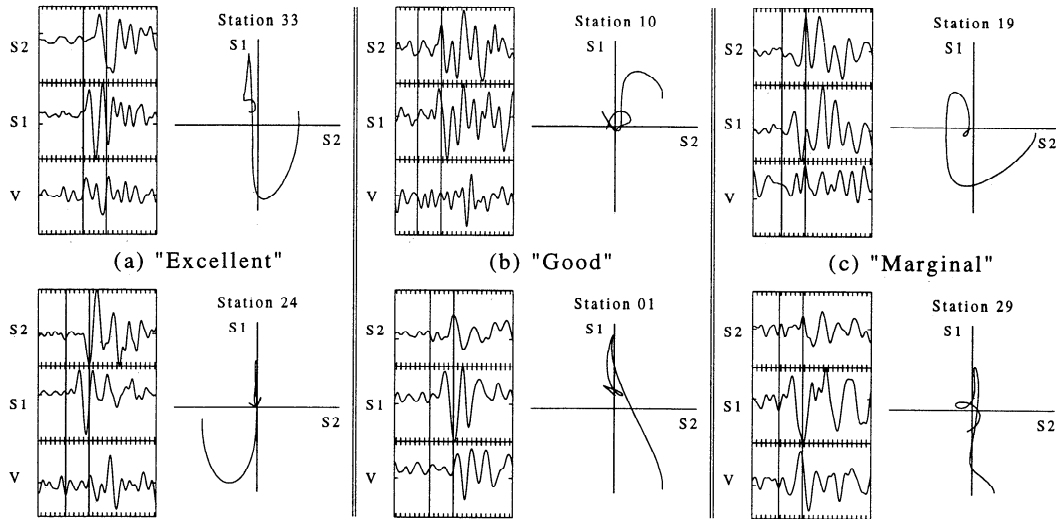 Station 33
S1
S2
S2
S1
V
Station 10
S1
S2
S2
S1
V
Station 19
S1
S2
S2
S1
V
(a) "Excellent"
(b) "Good"
(c) "Marginal"
Station 24
S1
S2
S2
S1
V
Station 01
S1
S2
S2
S1
V
Station 29
S1
S2
S2
S1
V